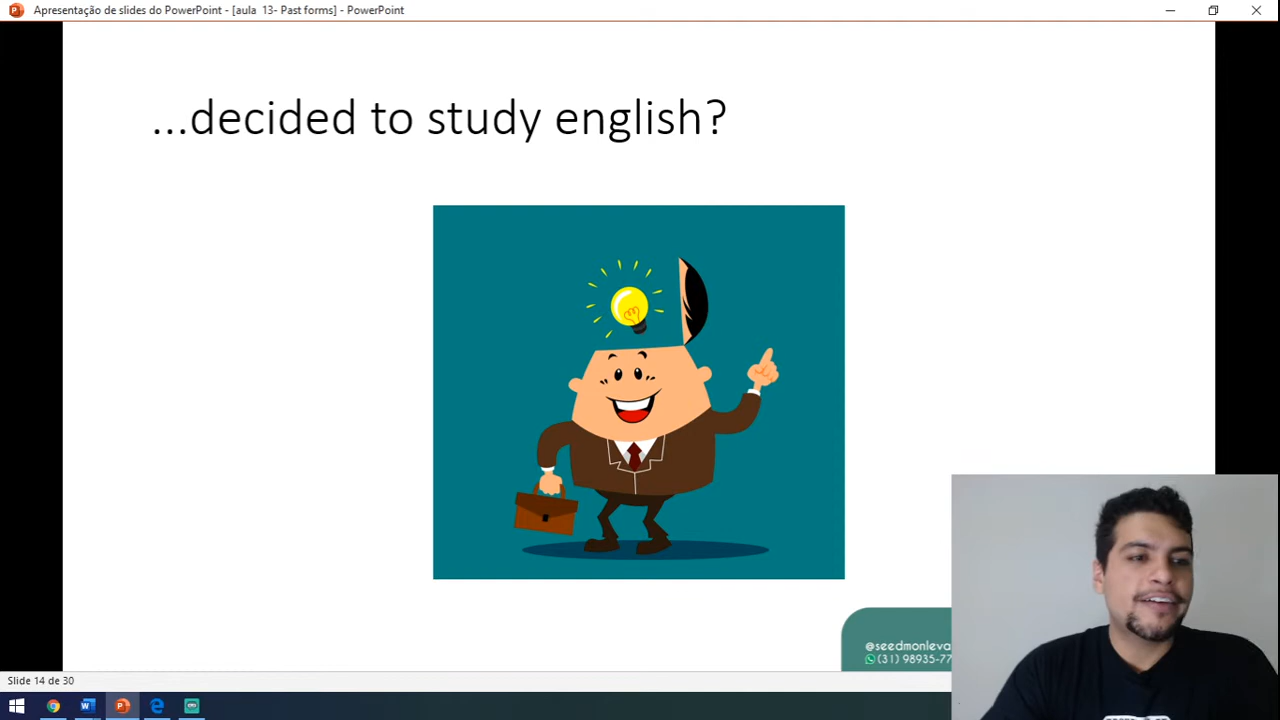 Apresentação de slides do PowerPoint - [aula 13- Past forms] - PowerPoint
...decided to study english?
@seedmonleva
(31) 98935-77
Slide 14 de 30